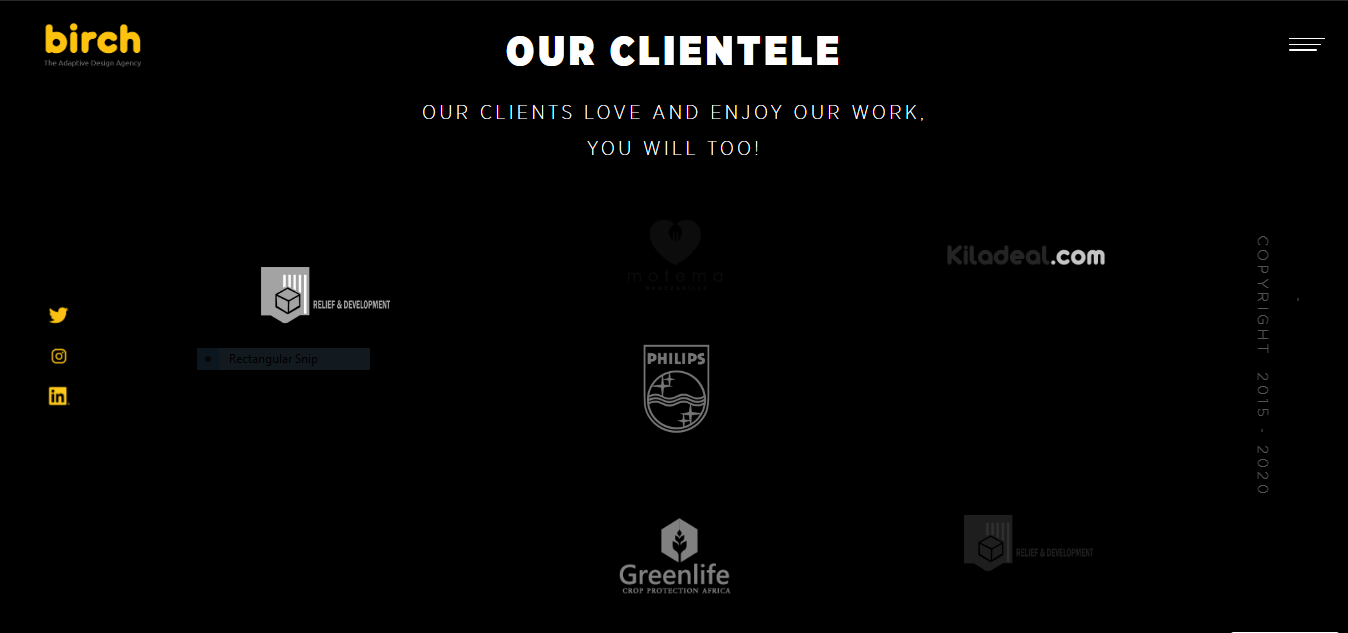 birch
The Adaptive Design Agency
OUR CLIENTELE
OUR CLIENTS LOVE AND ENJOY OUR WORK,
YOU WILL TOO!
motema
Kiladeal.com
RELIEF & DEVELOPMENT
Rectangular Snip
PHILIPS
in
COPYRIGHT 2015 - 2020
Greenlife
CROP PROTECTION AFRICA
RELIEF & DEVELOPMENT